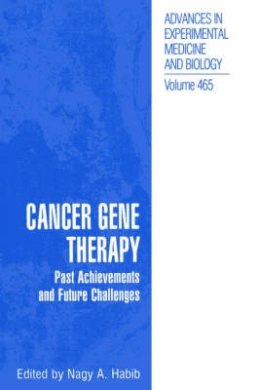 ADVANCES IN
EXPERIMENTAL
MEDICINE
AND BIOLOGY
Volume 465
CANCER GENE
THERAPY
Past Achievements
and Future Challenges
Edited by Nagy A. Habib